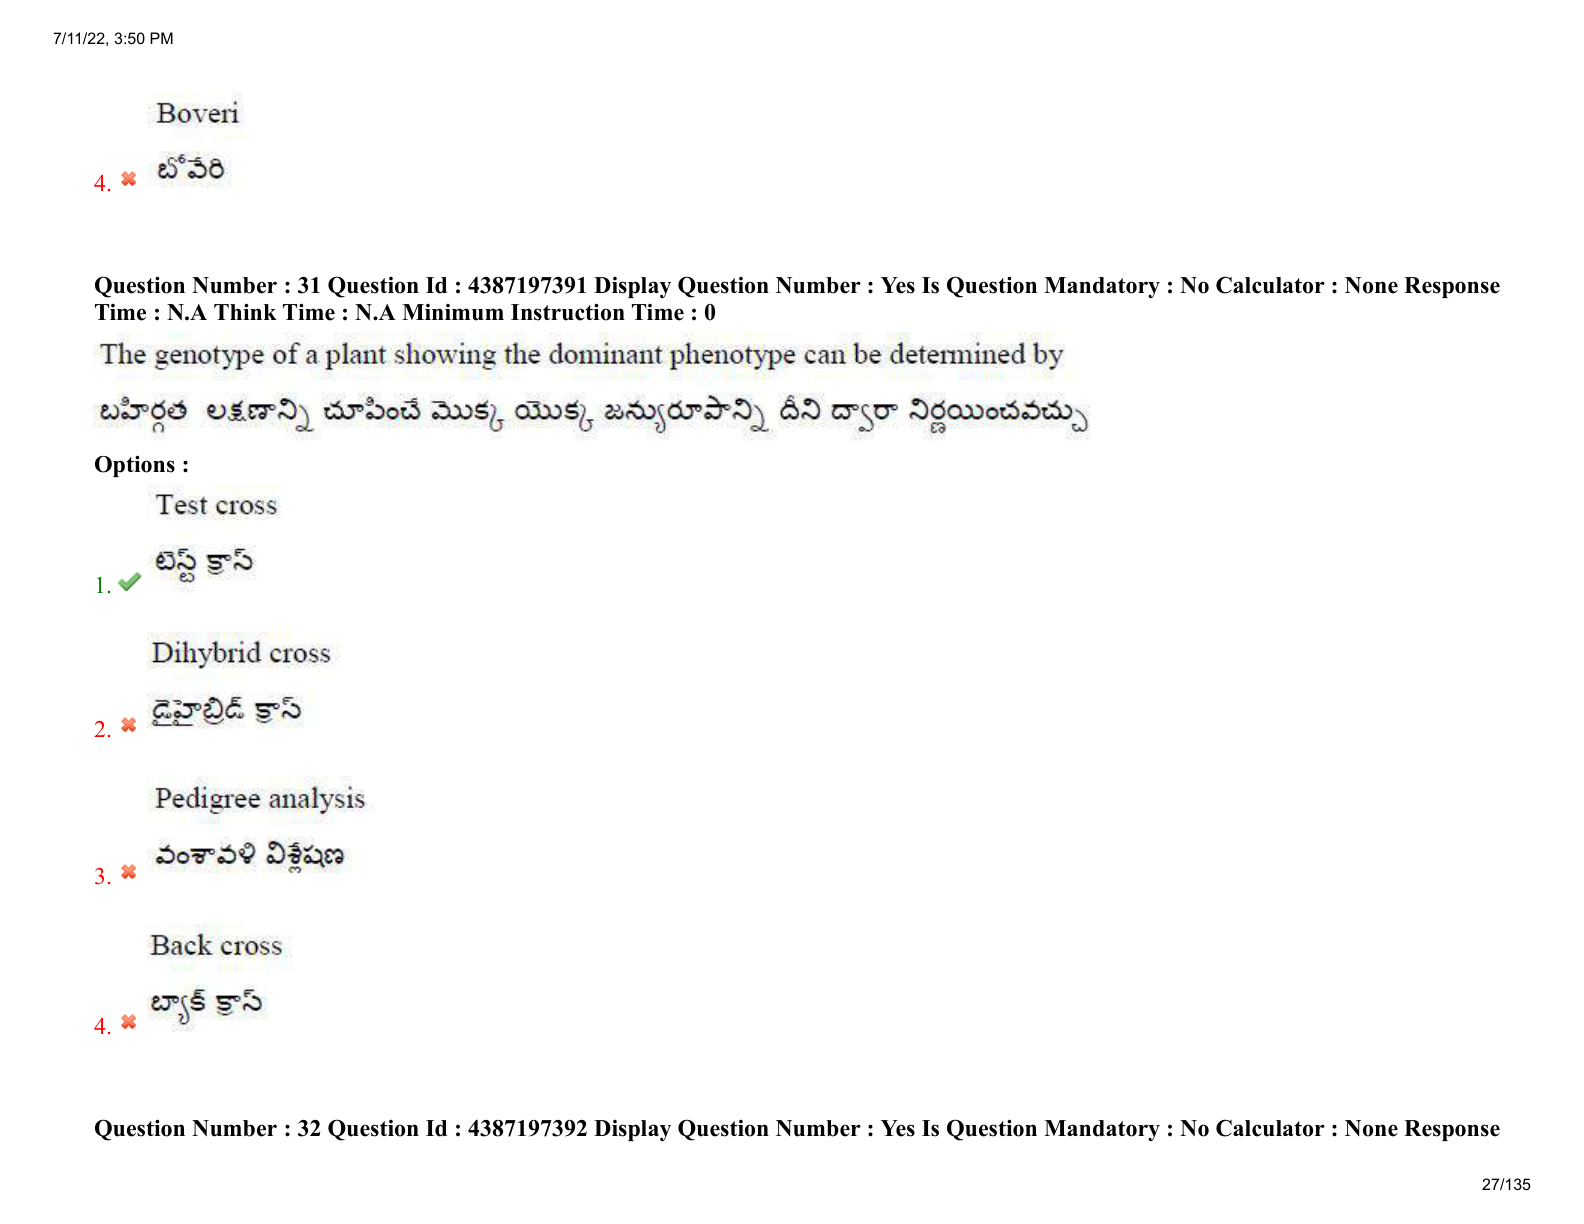 7/11/22, 3:50 PM
Boveri
బోవేరి
4.
Question Number : 31 Question Id : 4387197391 Display Question Number : Yes Is Question Mandatory : No Calculator : None Response
Time : N.A Think Time : N.A Minimum Instruction Time : 0
The genotype of a plant showing the dominant phenotype can be determined by
బహిర్గత లక్షణాన్ని చూపించే మొక్క యొక్క జన్యురూపాన్ని దీని ద్వారా నిర్ణయించవచ్చు
Options :
Test cross
టెస్ట్ క్రాస్
1.
Dihybrid cross
డైహైబ్రిడ్ క్రాస్
2.
Pedigree analysis
వంశావళి విశ్లేషణ
3.
Back cross
బ్యాక్ క్రాస్
4.
Question Number : 32 Question Id : 4387197392 Display Question Number : Yes Is Question Mandatory : No Calculator : None Response
27/135